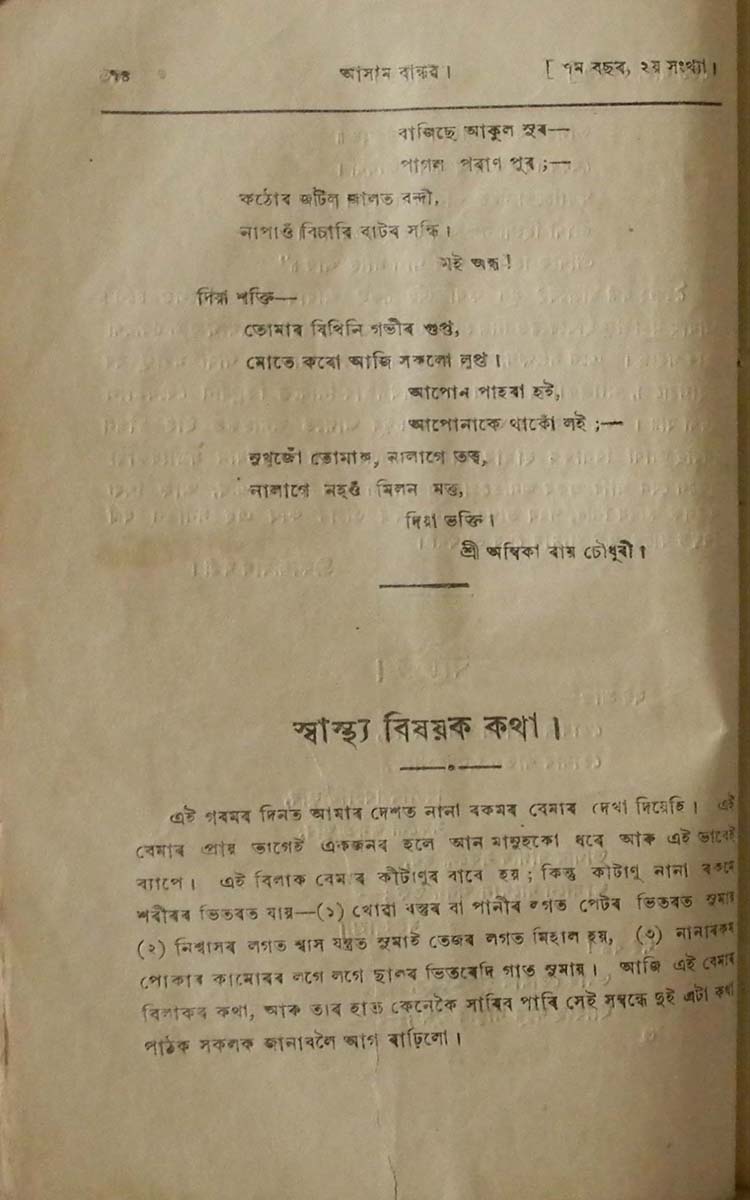 ৭৪
আসাম বান্ধৱ।
[ ৭ম বছৰ, ২য় সংখ্যা।
বাজিছে আকুল সুৰ—
পাগল পৰাণ পুৰ ;—
কঠোৰ জটিল জালত বন্দী,
নাপাওঁ বিচাৰি বাটৰ সন্ধি।
মই অন্ধ!
দিয়া শক্তি—
তোমাৰ যিখিনি গভীৰ গুপ্ত,
মোতে কৰো আজি সকলো লুপ্ত।
আপোন পাহৰা হই,
আপোনাকে থাকোঁ লই ;—
নুখুজোঁ তোমাক, নালাগে তত্ত্ব,
নালাগে নহওঁ মিলন মত্ত,
দিয়া ভক্তি।
শ্ৰী অম্বিকা ৰায় চৌধুৰী।
স্বাস্থ্য বিষয়ক কথা।
এই গৰমৰ দিনত আমাৰ দেশত নানা ৰকমৰ বেমাৰ দেখা দিয়েহি। এই
বেমাৰ প্ৰায় ভাগেই একজনৰ হলে আন মানুহকো ধৰে আৰু এই ভাবেই
ব্যাপে। এই বিলাক বেমাৰ কীটাণুৰ বাবে হয়; কিন্তু কীটাণু নানা ৰকমে
শৰীৰৰ ভিতৰত যায়—(১) খোৱা বস্তুৰ বা পানীৰ লগত পেটৰ ভিতৰত সুমায়
(২) নিশ্বাসৰ লগত শ্বাস যন্ত্ৰত সুমাই তেজৰ লগত মিহাল হয়, (৩) নানাৰকম
পোকাৰ কামোৰৰ লগে লগে ছালৰ ভিতৰেদি গাত সুমায়। আজি এই বেমাৰ
বিলাকৰ কথা, আৰু তাৰ হাত কেনেকৈ সাৰিব পাৰি সেই সম্বন্ধে দুই এটা কথা
পাঠক সকলক জানাবলৈ আগ বাঢ়িলো।